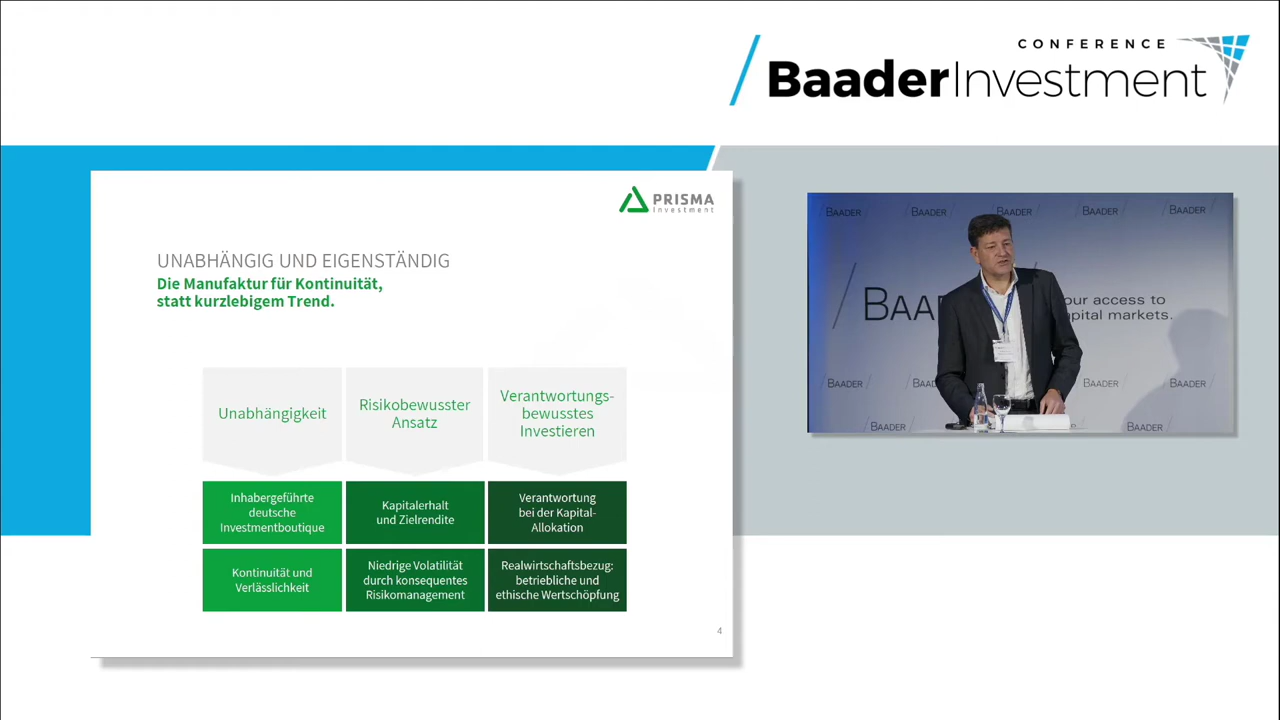 CONFERENCE
BaaderInvestment
PRISMA
Investment
UNABHÄNGIG UND EIGENSTÄNDIG
Die Manufaktur für Kontinuität,
statt kurzlebigem Trend.
Unabhängigkeit
Risikobewusster
Ansatz
Verantwortungs-
bewusstes
Investieren
Inhabergeführte
deutsche
Investmentboutique
Kapitalerhalt
und Zielrendite
Verantwortung
bei der Kapital-
Allokation
Kontinuität und
Verlässlichkeit
Niedrige Volatilität
durch konsequentes
Risikomanagement
Realwirtschaftsbezug:
betriebliche und
ethische Wertschöpfung
4
/BAADER/
/BAADER/
/BAADER/
/BAADER/
/BAADER/
/BAA
our access to
pital markets.
/BAADER/
BAADER/
/BAADER/
/BAADER/
/BAADER/